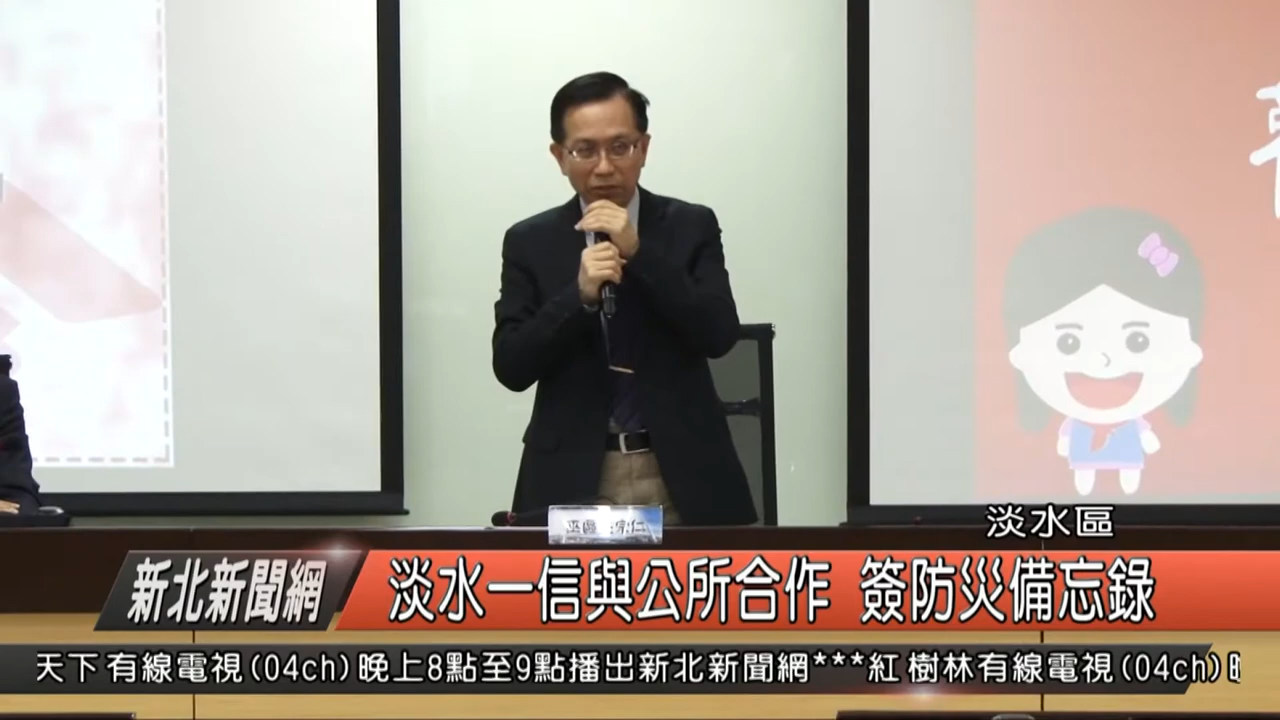 淡水區
新北新聞網
淡水一信與公所合作 簽防災備忘錄
天下有線電視(04ch)晚上8點至9點播出新北新聞網***紅樹林有線電視(04ch)